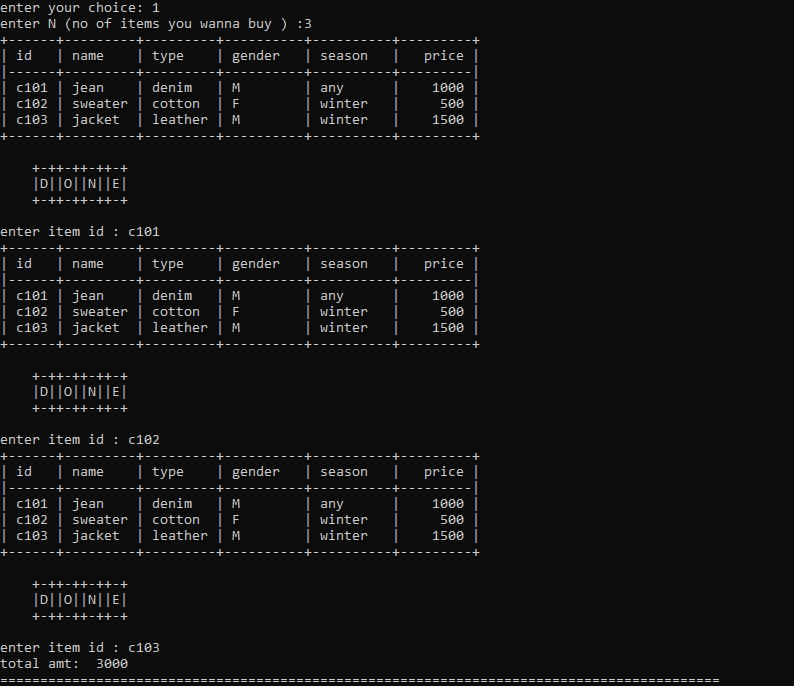 enter your choice: 1
enter N (no of items you wanna buy ) :3
+------+---------+---------+----------+----------+---------+
| id   | name    | type    | gender   | season   |   price |
|------+---------+---------+----------+----------+---------|
| c101 | jean    | denim   | M        | any      |    1000 |
| c102 | sweater | cotton  | F        | winter   |     500 |
| c103 | jacket  | leather | M        | winter   |    1500 |
+------+---------+---------+----------+----------+---------+
    +-++-++-++-+
    |D||O||N||E|
    +-++-++-++-+
enter item id : c101
+------+---------+---------+----------+----------+---------+
| id   | name    | type    | gender   | season   |   price |
|------+---------+---------+----------+----------+---------|
| c101 | jean    | denim   | M        | any      |    1000 |
| c102 | sweater | cotton  | F        | winter   |     500 |
| c103 | jacket  | leather | M        | winter   |    1500 |
+------+---------+---------+----------+----------+---------+
    +-++-++-++-+
    |D||O||N||E|
    +-++-++-++-+
enter item id : c102
+------+---------+---------+----------+----------+---------+
| id   | name    | type    | gender   | season   |   price |
|------+---------+---------+----------+----------+---------|
| c101 | jean    | denim   | M        | any      |    1000 |
| c102 | sweater | cotton  | F        | winter   |     500 |
| c103 | jacket  | leather | M        | winter   |    1500 |
+------+---------+---------+----------+----------+---------+
    +-++-++-++-+
    |D||O||N||E|
    +-++-++-++-+
enter item id : c103
total amt:  3000
==========================================================================================